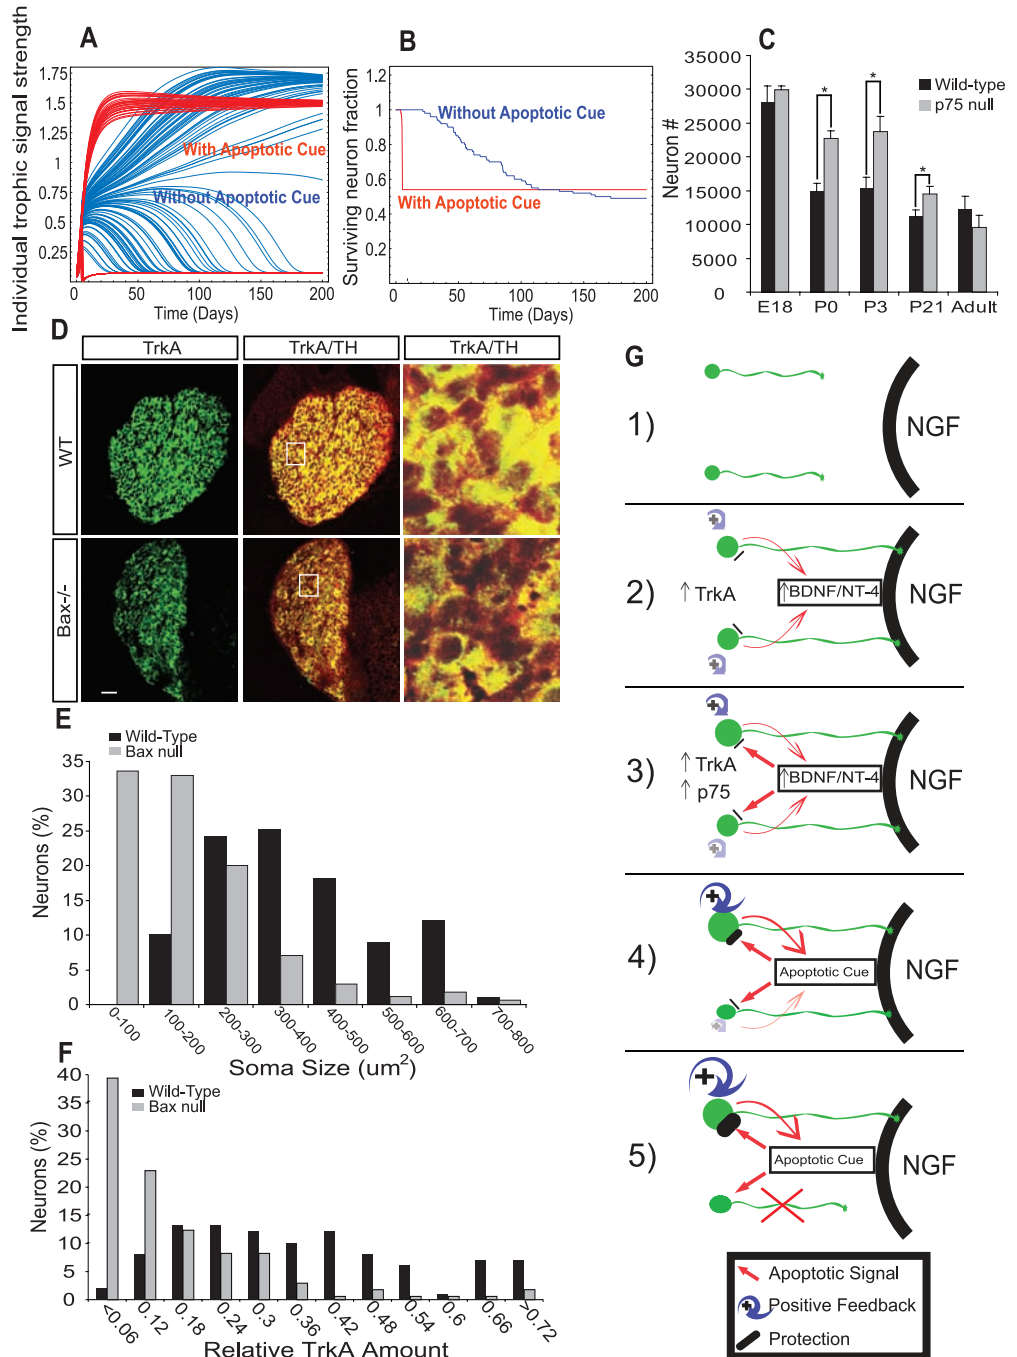 A
Individual trophic signal strength
1.75
1.5
1.25
1
0.75
0.5
0.25
With Apoptotic Cue
Without Apoptotic Cue
0 50 100 150 200
Time (Days)
B
Surviving neuron fraction
1.2
1
0.8
0.6
0.4
0.2
Without Apoptotic Cue
With Apoptotic Cue
0 50 100 150 200
Time (Days)
C
Neuron #
35000
30000
25000
20000
15000
10000
5000
0
Wild-type
p75 null
* * *
E18 P0 P3 P21 Adult
D
TrkA TrkA/TH TrkA/TH
WT
Bax-/-
E
Wild-Type
Bax null
Neurons (%)
35
30
25
20
15
10
5
0
0-100 100-200 200-300 300-400 400-500 500-600 600-700 700-800
Soma Size (um²)
F
Wild-Type
Bax null
Neurons (%)
40
35
30
25
20
15
10
5
0
<0.06 0.12 0.18 0.24 0.3 0.36 0.42 0.48 0.54 0.6 0.66 >0.72
Relative TrkA Amount
G
1)
NGF
2)
↑ TrkA
↑BDNF/NT-4
NGF
3)
↑ TrkA
↑ p75
↑BDNF/NT-4
NGF
4)
Apoptotic Cue
NGF
5)
Apoptotic Cue
NGF
Apoptotic Signal
Positive Feedback
Protection